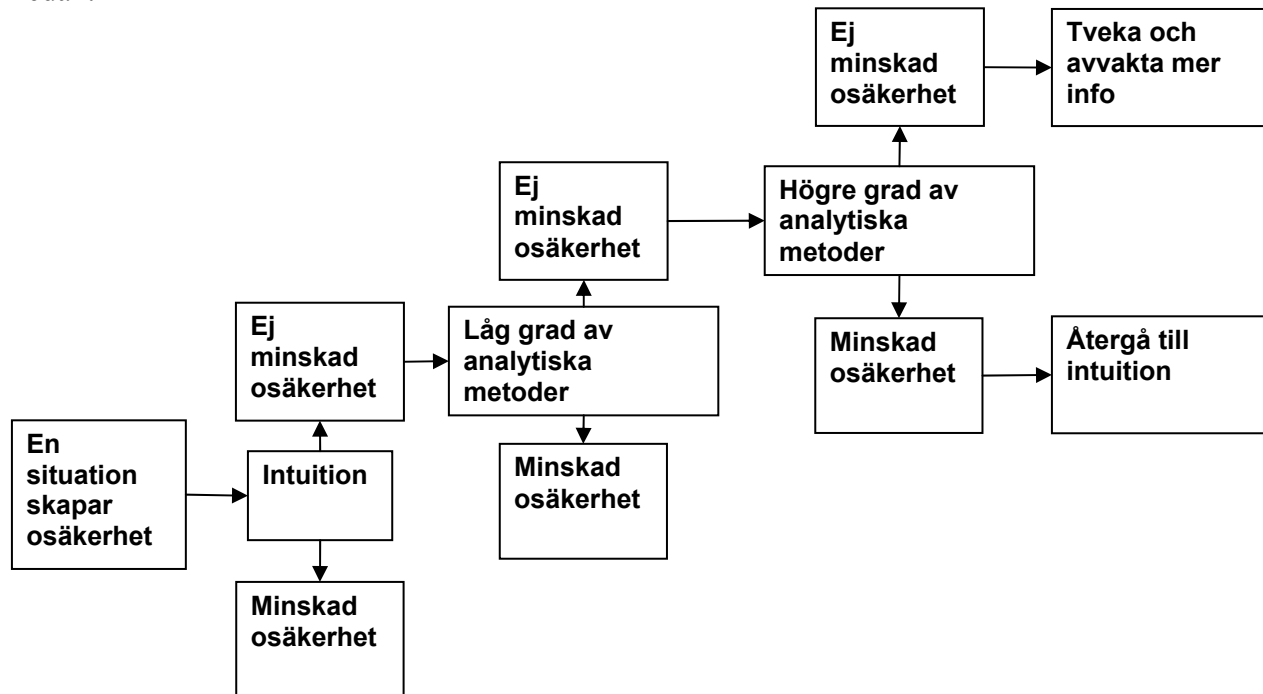 Ej
minskad
osäkerhet
Tveka och
avvakta mer
info
Ej
minskad
osäkerhet
Högre grad av
analytiska
metoder
Ej
minskad
osäkerhet
Låg grad av
analytiska
metoder
Minskad
osäkerhet
Återgå till
intuition
En
situation
skapar
osäkerhet
Intuition
Minskad
osäkerhet
Minskad
osäkerhet